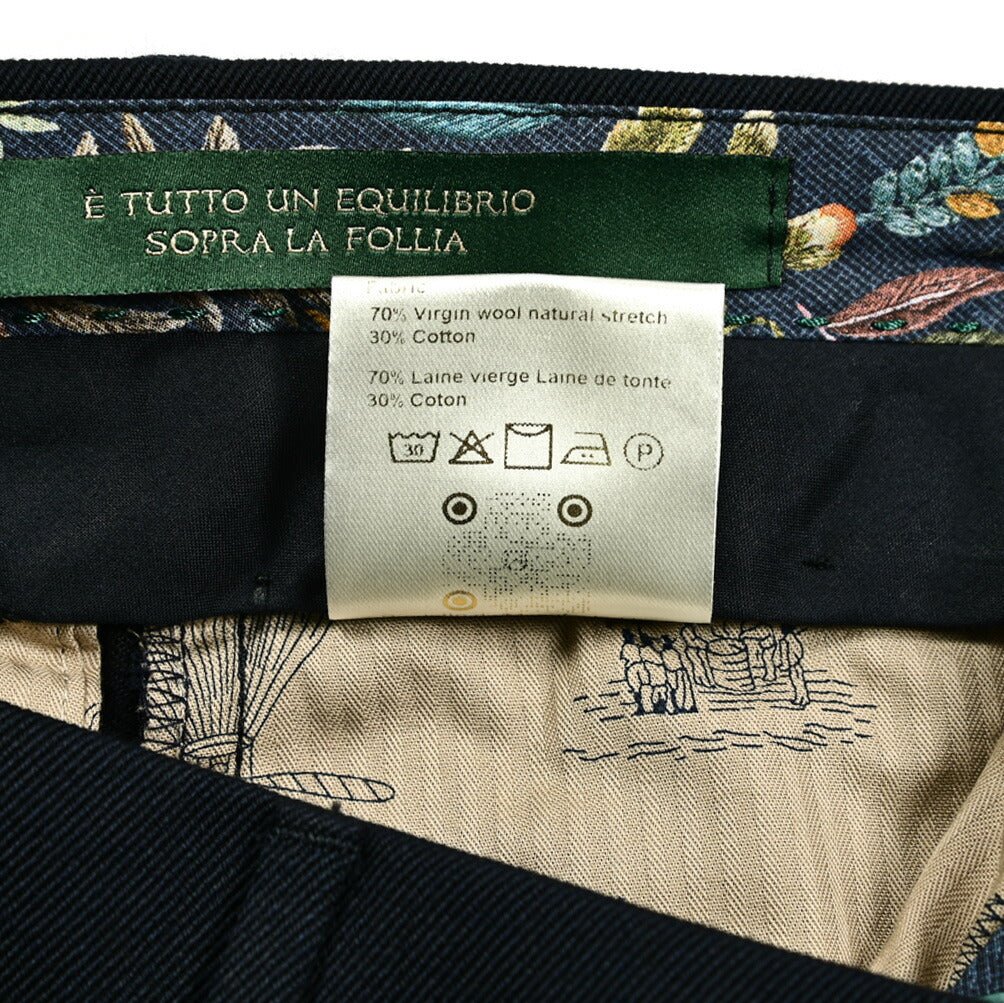 È TUTTO UN EQUILIBRIO
SOPRA LA FOLLIA
Fabric
70% Virgin wool natural stretch
30% Cotton
70% Laine vierge Laine de tonte
30% Coton
30
P